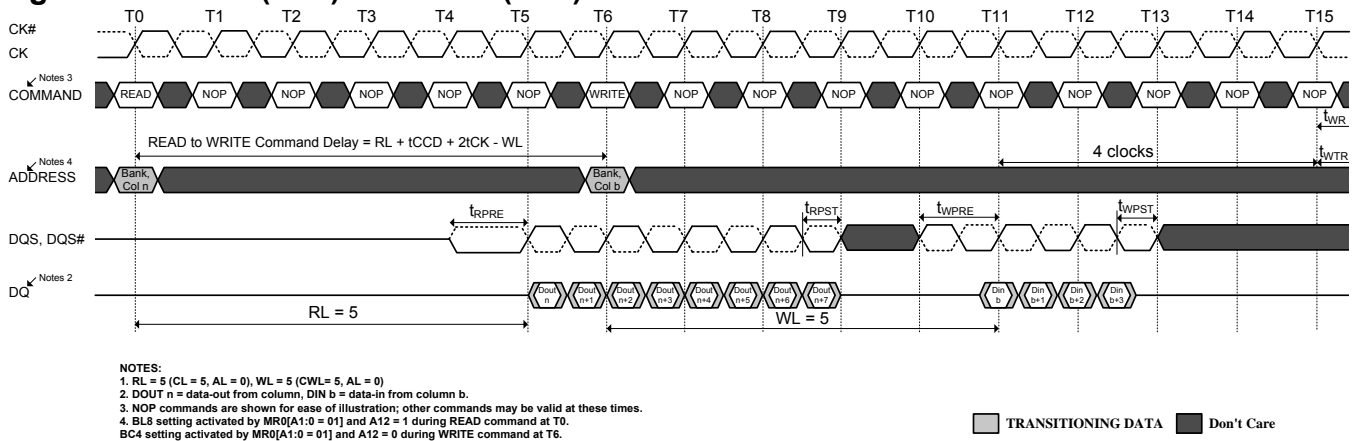 T0 T1 T2 T3 T4 T5 T6 T7 T8 T9 T10 T11 T12 T13 T14 T15
CK#
CK
Notes 3
COMMAND READ NOP NOP NOP NOP NOP WRITE NOP NOP NOP NOP NOP NOP NOP NOP NOP
tWR
READ to WRITE Command Delay = RL + tCCD + 2tCK - WL
4 clocks
tWTR
Notes 4
ADDRESS Bank, Col n Bank, Col b
tRPRE tRPST tWPRE tWPST
DQS, DQS#
Notes 2
DQ Dout n Dout n+1 Dout n+2 Dout n+3 Dout n+4 Dout n+5 Dout n+6 Dout n+7 Din b Din b+1 Din b+2 Din b+3
RL = 5 WL = 5
NOTES:
1. RL = 5 (CL = 5, AL = 0), WL = 5 (CWL= 5, AL = 0)
2. DOUT n = data-out from column, DIN b = data-in from column b.
3. NOP commands are shown for ease of illustration; other commands may be valid at these times.
4. BL8 setting activated by MR0[A1:0 = 01] and A12 = 1 during READ command at T0.
BC4 setting activated by MR0[A1:0 = 01] and A12 = 0 during WRITE command at T6.
TRANSITIONING DATA Don't Care